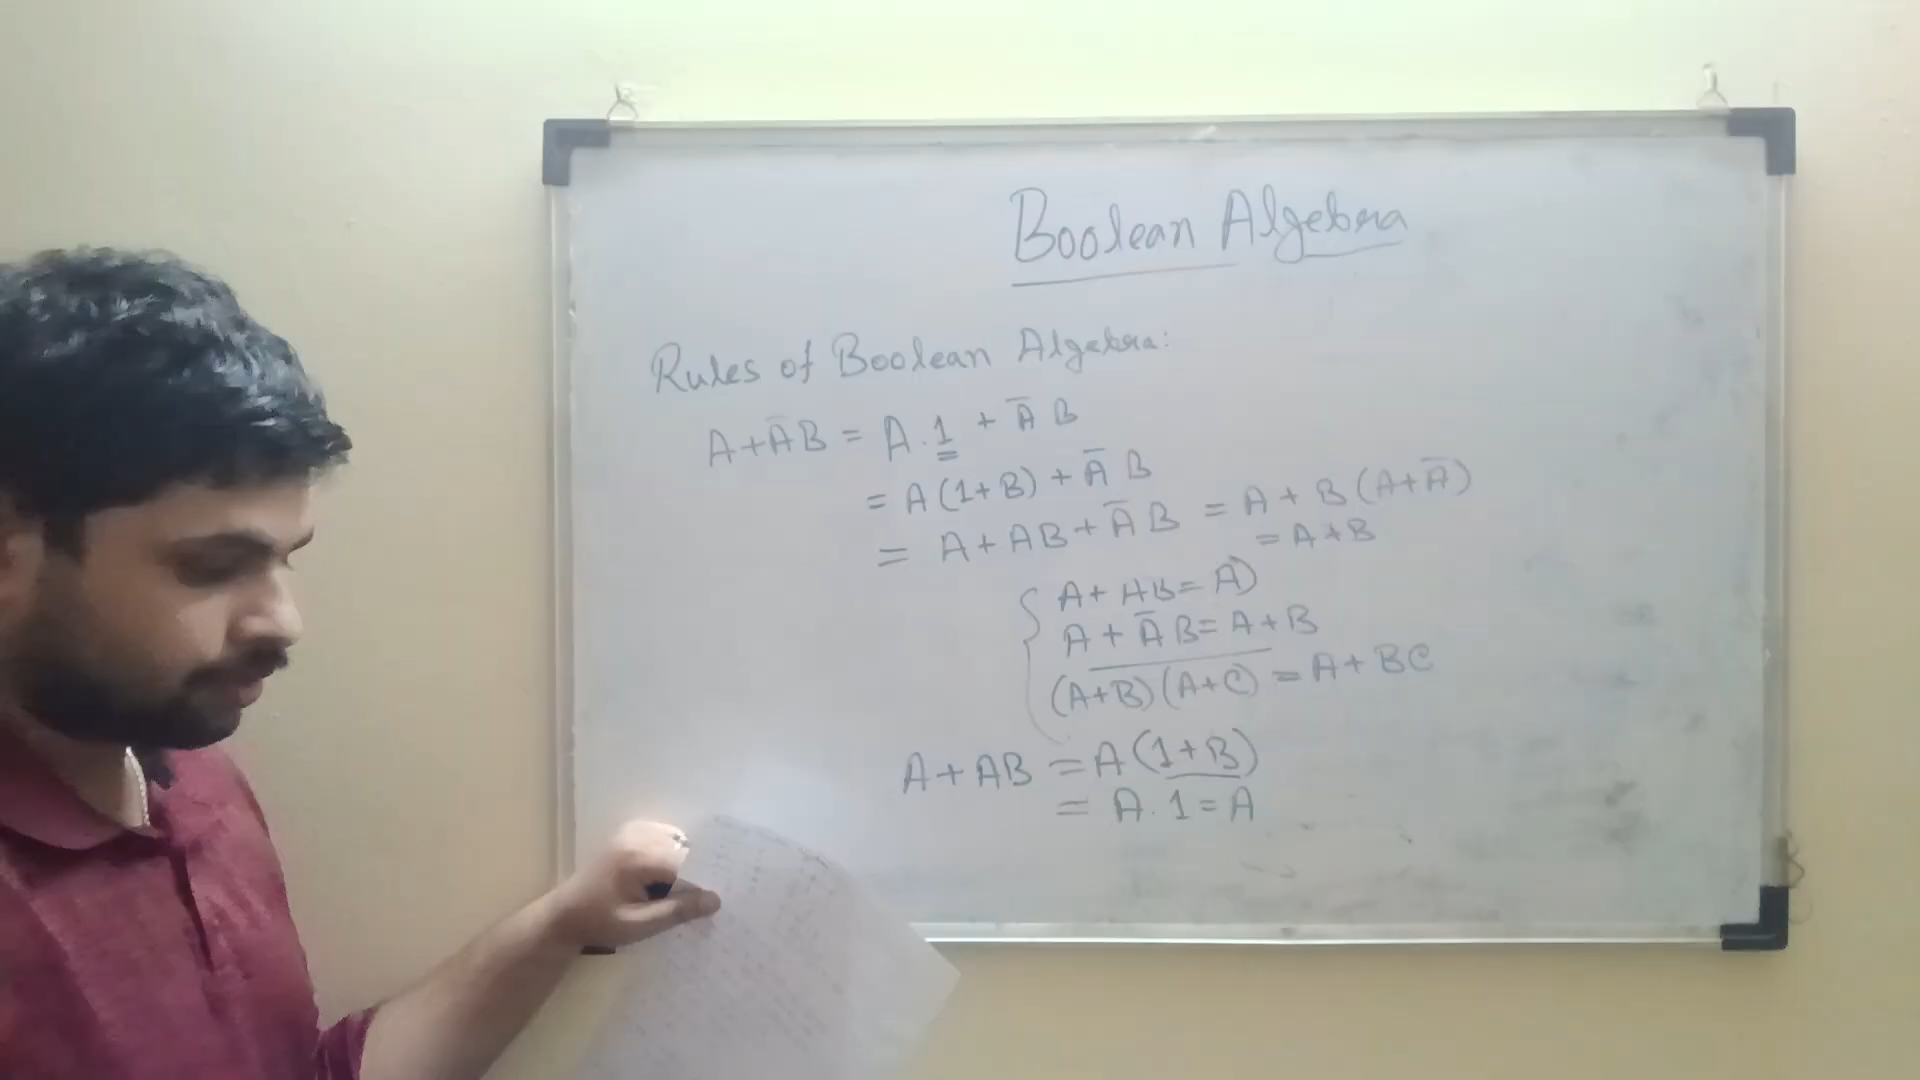 Boolean Algebra
Rules of Boolean Algebra:
A+A̅B = A.1 + A̅ B
= A(1+B) + A̅ B
= A+AB+A̅ B = A + B(A+A̅)
= A+B
A+ AB= A)
A + A̅ B= A+B
(A+B)(A+C) = A+ BC
A+AB = A(1+B)
= A.1=A